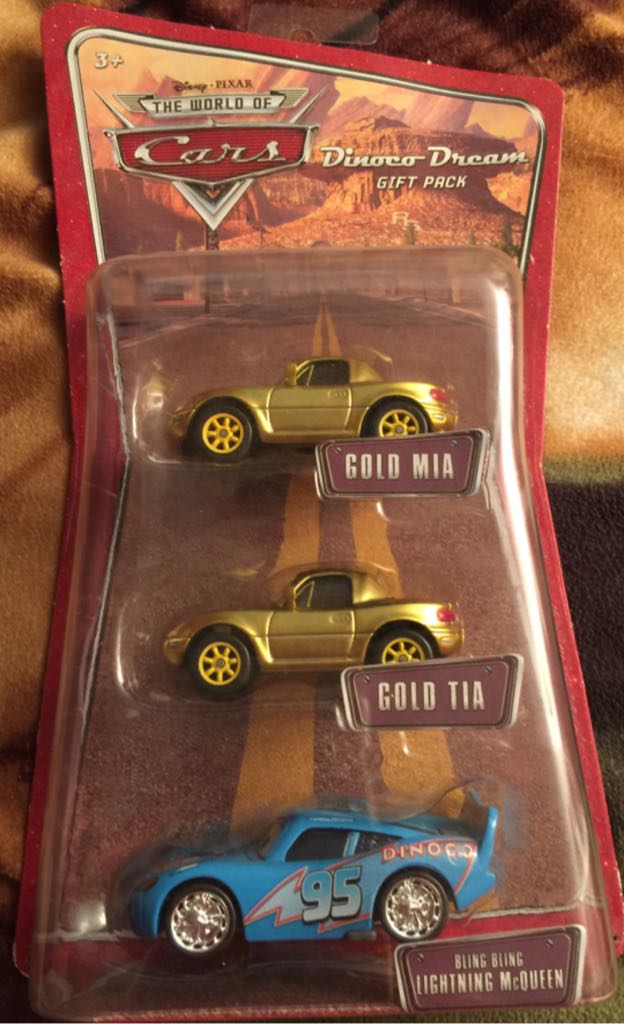 3+
Disney · PIXAR
THE WORLD OF
Cars
Dinoco Dream
GIFT PACK
GOLD MIA
GOLD TIA
DINOCO
95
BLING BLING
LIGHTNING McQUEEN